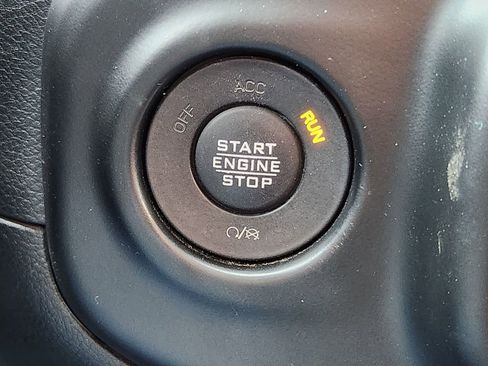 OFF
ACC
RUN
START
ENGINE
STOP